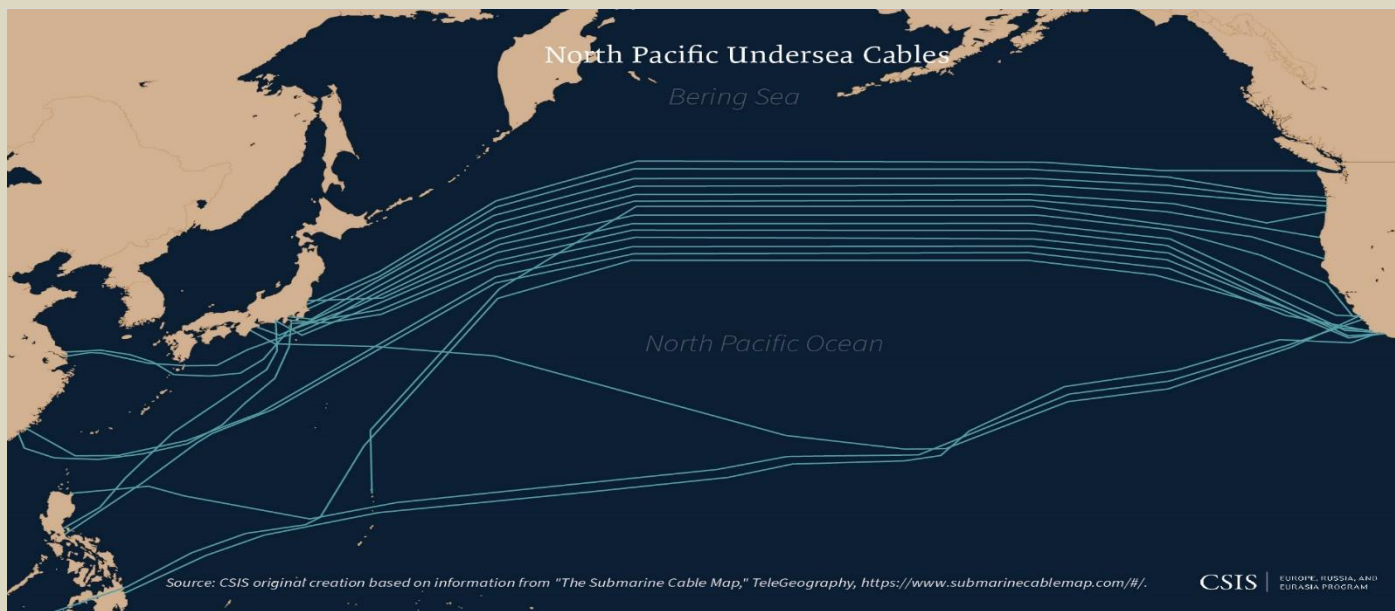 North Pacific Undersea Cables
Bering Sea
North Pacific Ocean
Source: CSIS original creation based on information from "The Submarine Cable Map," TeleGeography, https://www.submarinecablemap.com/#/.
CSIS
EUROPE, RUSSIA, AND
EURASIA PROGRAM